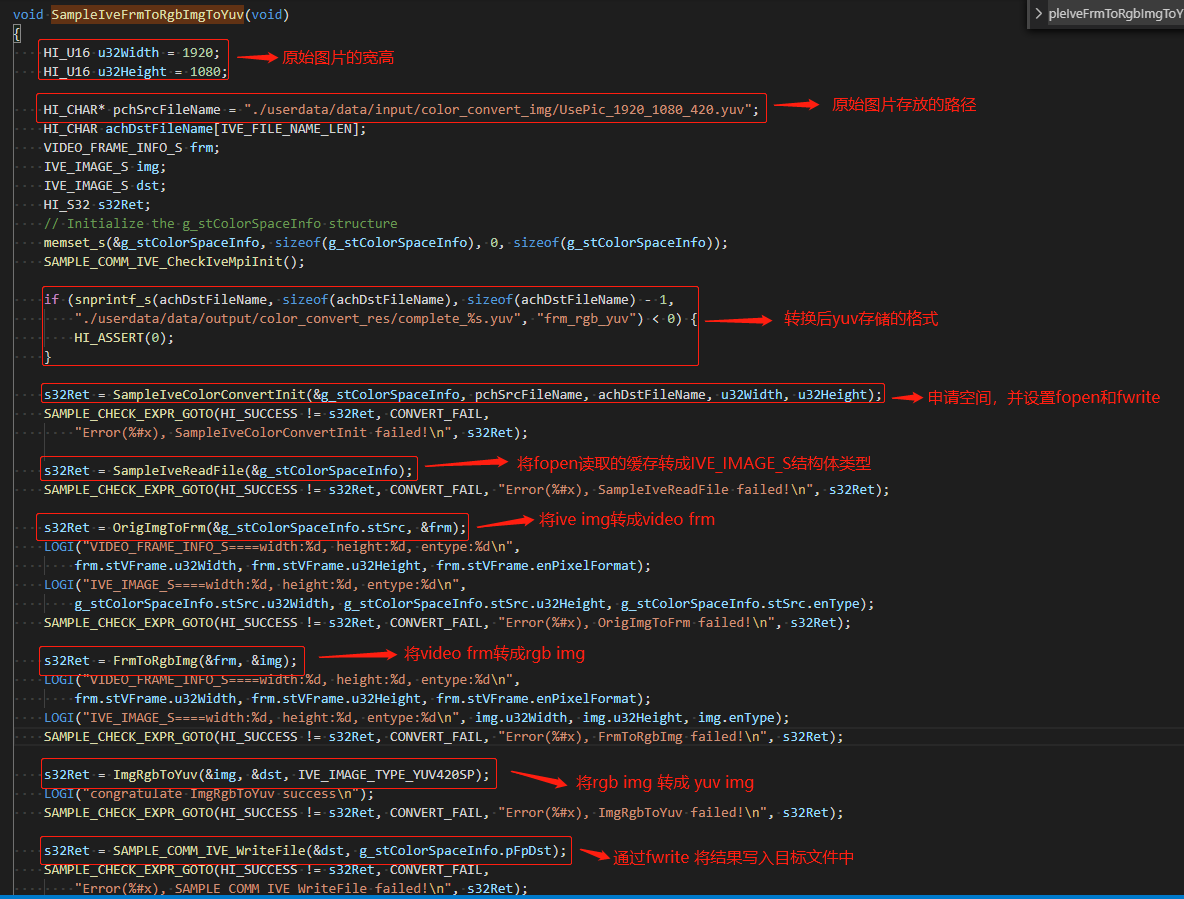 void SampleIveFrmToRgbImgToYuv(void)
pleIveFrmToRgbImgToY
{
HI_U16 u32Width = 1920;
原始图片的宽高
HI_U16 u32Height = 1080;
HI_CHAR* pchSrcFileName = "./userdata/data/input/color_convert_img/UsePic_1920_1080_420.yuv";
原始图片存放的路径
HI_CHAR achDstFileName[IVE_FILE_NAME_LEN];
VIDEO_FRAME_INFO_S frm;
IVE_IMAGE_S img;
IVE_IMAGE_S dst;
HI_S32 s32Ret;
// Initialize the g_stColorSpaceInfo structure
memset_s(&g_stColorSpaceInfo, sizeof(g_stColorSpaceInfo), 0, sizeof(g_stColorSpaceInfo));
SAMPLE_COMM_IVE_CheckIveMpiInit();
if (snprintf_s(achDstFileName, sizeof(achDstFileName), sizeof(achDstFileName) - 1,
"./userdata/data/output/color_convert_res/complete_%s.yuv", "frm_rgb_yuv") < 0) {
转换后yuv存储的格式
HI_ASSERT(0);
}
s32Ret = SampleIveColorConvertInit(&g_stColorSpaceInfo, pchSrcFileName, achDstFileName, u32Width, u32Height);
申请空间，并设置fopen和fwrite
SAMPLE_CHECK_EXPR_GOTO(HI_SUCCESS != s32Ret, CONVERT_FAIL,
"Error(%#x), SampleIveColorConvertInit failed!\n", s32Ret);
s32Ret = SampleIveReadFile(&g_stColorSpaceInfo);
将fopen读取的缓存转成IVE_IMAGE_S结构体类型
SAMPLE_CHECK_EXPR_GOTO(HI_SUCCESS != s32Ret, CONVERT_FAIL, "Error(%#x), SampleIveReadFile failed!\n", s32Ret);
s32Ret = OrigImgToFrm(&g_stColorSpaceInfo.stSrc, &frm);
将ive img转成video frm
LOGI("VIDEO_FRAME_INFO_S====width:%d, height:%d, entype:%d\n",
frm.stVFrame.u32Width, frm.stVFrame.u32Height, frm.stVFrame.enPixelFormat);
LOGI("IVE_IMAGE_S====width:%d, height:%d, entype:%d\n",
g_stColorSpaceInfo.stSrc.u32Width, g_stColorSpaceInfo.stSrc.u32Height, g_stColorSpaceInfo.stSrc.enType);
SAMPLE_CHECK_EXPR_GOTO(HI_SUCCESS != s32Ret, CONVERT_FAIL, "Error(%#x), OrigImgToFrm failed!\n", s32Ret);
s32Ret = FrmToRgbImg(&frm, &img);
将video frm转成rgb img
LOGI("VIDEO_FRAME_INFO_S====width:%d, height:%d, entype:%d\n",
frm.stVFrame.u32Width, frm.stVFrame.u32Height, frm.stVFrame.enPixelFormat);
LOGI("IVE_IMAGE_S====width:%d, height:%d, entype:%d\n", img.u32Width, img.u32Height, img.enType);
SAMPLE_CHECK_EXPR_GOTO(HI_SUCCESS != s32Ret, CONVERT_FAIL, "Error(%#x), FrmToRgbImg failed!\n", s32Ret);
s32Ret = ImgRgbToYuv(&img, &dst, IVE_IMAGE_TYPE_YUV420SP);
将rgb img 转成 yuv img
LOGI("congratulate ImgRgbToYuv success\n");
SAMPLE_CHECK_EXPR_GOTO(HI_SUCCESS != s32Ret, CONVERT_FAIL, "Error(%#x), ImgRgbToYuv failed!\n", s32Ret);
s32Ret = SAMPLE_COMM_IVE_WriteFile(&dst, g_stColorSpaceInfo.pFpDst);
通过fwrite 将结果写入目标文件中
SAMPLE_CHECK_EXPR_GOTO(HI_SUCCESS != s32Ret, CONVERT_FAIL,
"Error(%#x), SAMPLE_COMM_IVE_WriteFile failed!\n", s32Ret);